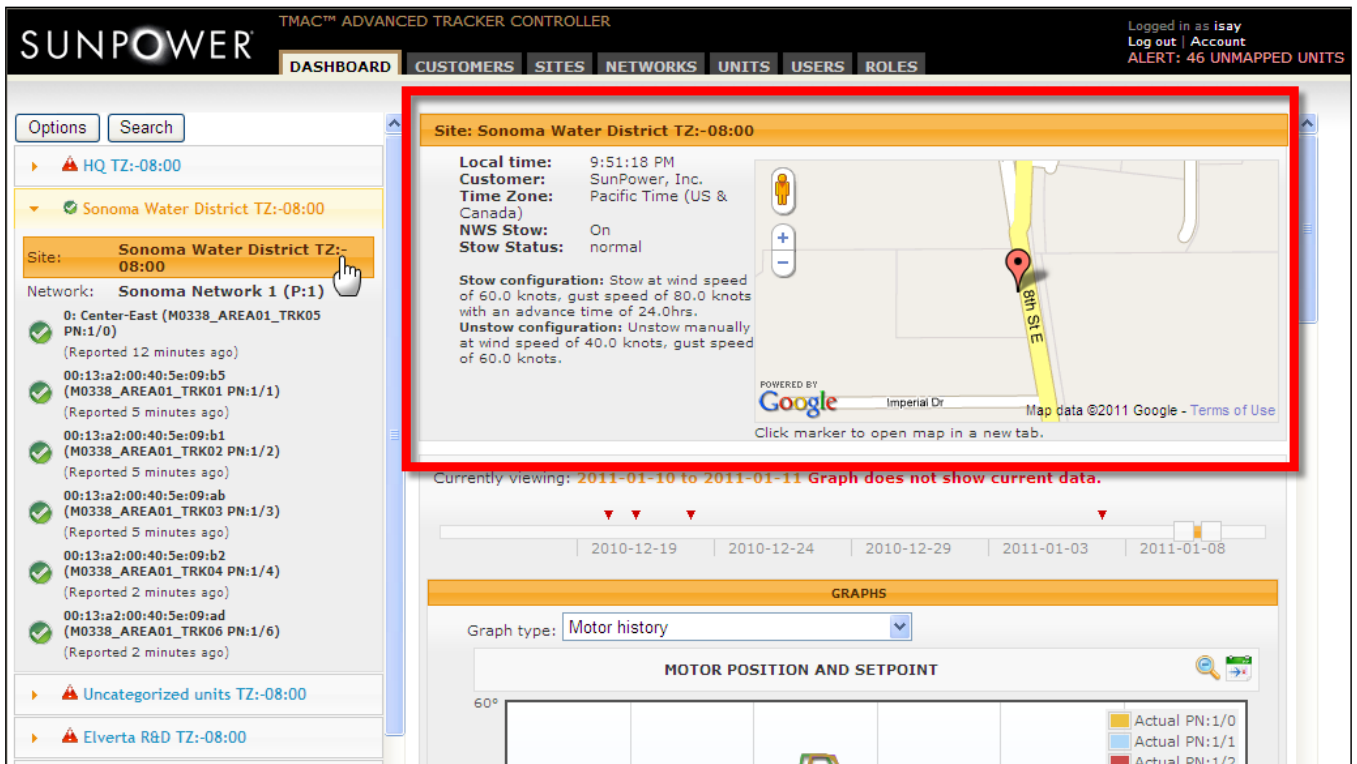 SUNPOWER
TMAC™ ADVANCED TRACKER CONTROLLER
Logged in as isay
Log out | Account
ALERT: 46 UNMAPPED UNITS
DASHBOARD CUSTOMERS SITES NETWORKS UNITS USERS ROLES
Options Search
HQ TZ:-08:00
Sonoma Water District TZ:-08:00
Site: Sonoma Water District TZ:-
08:00
Network: Sonoma Network 1 (P:1)
0: Center-East (M0338_AREA01_TRK05
PN:1/0)
(Reported 12 minutes ago)
00:13:a2:00:40:5e:09:b5
(M0338_AREA01_TRK01 PN:1/1)
(Reported 5 minutes ago)
00:13:a2:00:40:5e:09:b1
(M0338_AREA01_TRK02 PN:1/2)
(Reported 5 minutes ago)
00:13:a2:00:40:5e:09:ab
(M0338_AREA01_TRK03 PN:1/3)
(Reported 5 minutes ago)
00:13:a2:00:40:5e:09:b2
(M0338_AREA01_TRK04 PN:1/4)
(Reported 2 minutes ago)
00:13:a2:00:40:5e:09:ad
(M0338_AREA01_TRK06 PN:1/6)
(Reported 2 minutes ago)
Uncategorized units TZ:-08:00
Elverta R&D TZ:-08:00
Site: Sonoma Water District TZ:-08:00
Local time: 9:51:18 PM
Customer: SunPower, Inc.
Time Zone: Pacific Time (US &
Canada)
NWS Stow: On
Stow Status: normal
Stow configuration: Stow at wind speed
of 60.0 knots, gust speed of 80.0 knots
with an advance time of 24.0hrs.
Unstow configuration: Unstow manually
at wind speed of 40.0 knots, gust speed
of 60.0 knots.
8th St E
POWERED BY
Google
Imperial Dr
Map data ©2011 Google - Terms of Use
Click marker to open map in a new tab.
Currently viewing: 2011-01-10 to 2011-01-11 Graph does not show current data.
2010-12-19 2010-12-24 2010-12-29 2011-01-03 2011-01-08
GRAPHS
Graph type: Motor history
MOTOR POSITION AND SETPOINT
60°
Actual PN:1/0
Actual PN:1/1
Actual PN:1/2